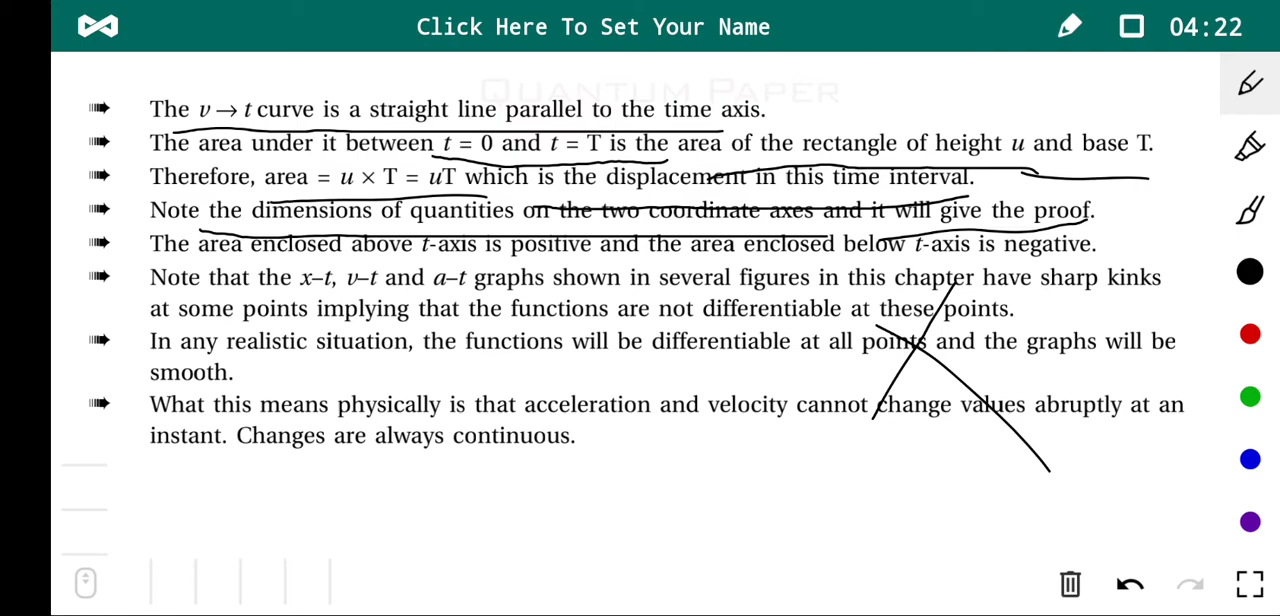 Click Here To Set Your Name
04:22
QUANTUM PAPER
The v → t curve is a straight line parallel to the time axis.
The area under it between t = 0 and t = T is the area of the rectangle of height u and base T.
Therefore, area = u × T = uT which is the displacement in this time interval.
Note the dimensions of quantities on the two coordinate axes and it will give the proof.
The area enclosed above t-axis is positive and the area enclosed below t-axis is negative.
Note that the x–t, v–t and a–t graphs shown in several figures in this chapter have sharp kinks
at some points implying that the functions are not differentiable at these points.
In any realistic situation, the functions will be differentiable at all points and the graphs will be
smooth.
What this means physically is that acceleration and velocity cannot change values abruptly at an
instant. Changes are always continuous.